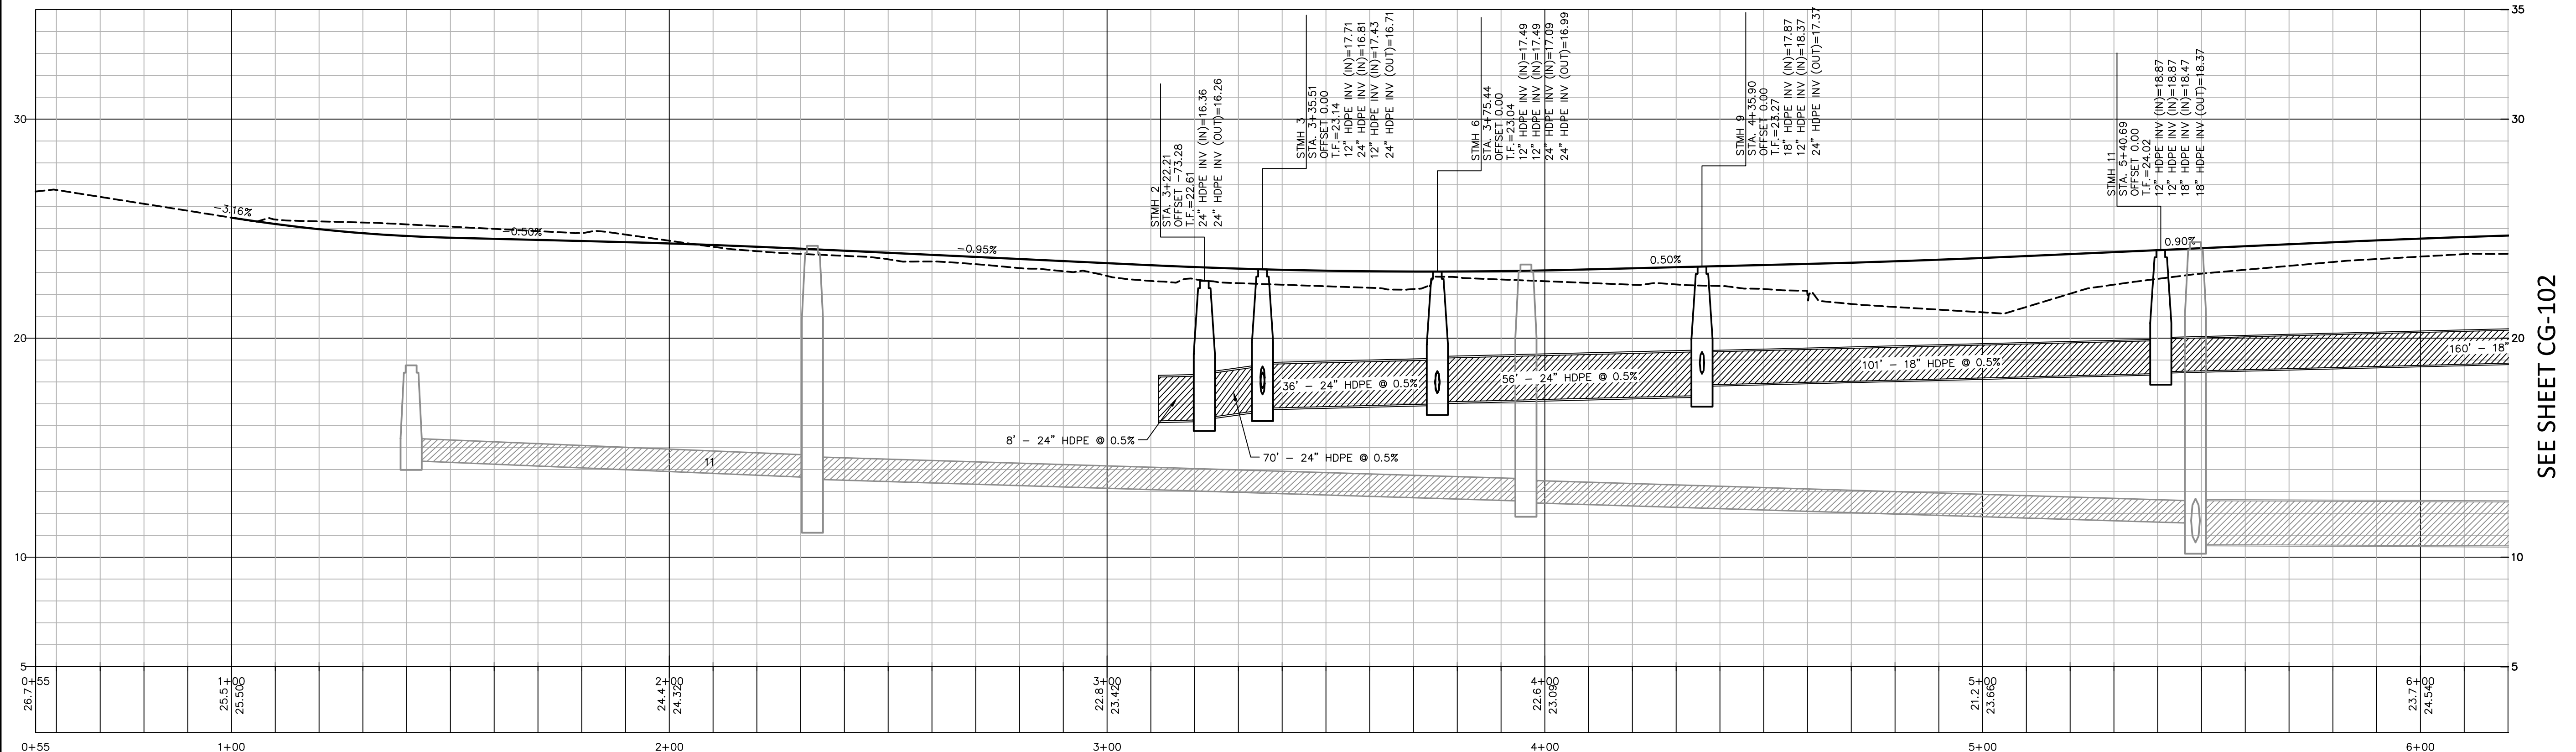 35
30
20
10
5
35
30
20
10
5
SEE SHEET CG-102
-3.16%
-0.50%
-0.95%
0.50%
0.90%
STMH 2
STA. 3+22.21
OFFSET -73.28
T.F.=22.61
24" HDPE INV (IN)=16.36
24" HDPE INV (OUT)=16.26
STMH 3
STA. 3+35.51
OFFSET 0.00
T.F.=23.14
12" HDPE INV (IN)=17.71
24" HDPE INV (IN)=16.81
12" HDPE INV (IN)=17.43
24" HDPE INV (OUT)=16.71
STMH 6
STA. 3+75.44
OFFSET 0.00
T.F.=23.04
12" HDPE INV (IN)=17.49
12" HDPE INV (IN)=17.49
24" HDPE INV (IN)=17.09
24" HDPE INV (OUT)=16.99
STMH 9
STA. 4+35.90
OFFSET 0.00
T.F.=23.27
18" HDPE INV (IN)=17.87
12" HDPE INV (IN)=18.37
24" HDPE INV (OUT)=17.37
STMH 11
STA. 5+40.69
OFFSET 0.00
T.F.=24.02
12" HDPE INV (IN)=18.87
12" HDPE INV (IN)=18.87
18" HDPE INV (IN)=18.47
18" HDPE INV (OUT)=18.37
8' - 24" HDPE @ 0.5%
70' - 24" HDPE @ 0.5%
36' - 24" HDPE @ 0.5%
56' - 24" HDPE @ 0.5%
101' - 18" HDPE @ 0.5%
160' - 18"
11
0+55
26.7
1+00
25.5
25.50
2+00
24.4
24.32
3+00
22.8
23.42
4+00
22.6
23.09
5+00
21.2
23.66
6+00
23.7
24.54
0+55
1+00
2+00
3+00
4+00
5+00
6+00